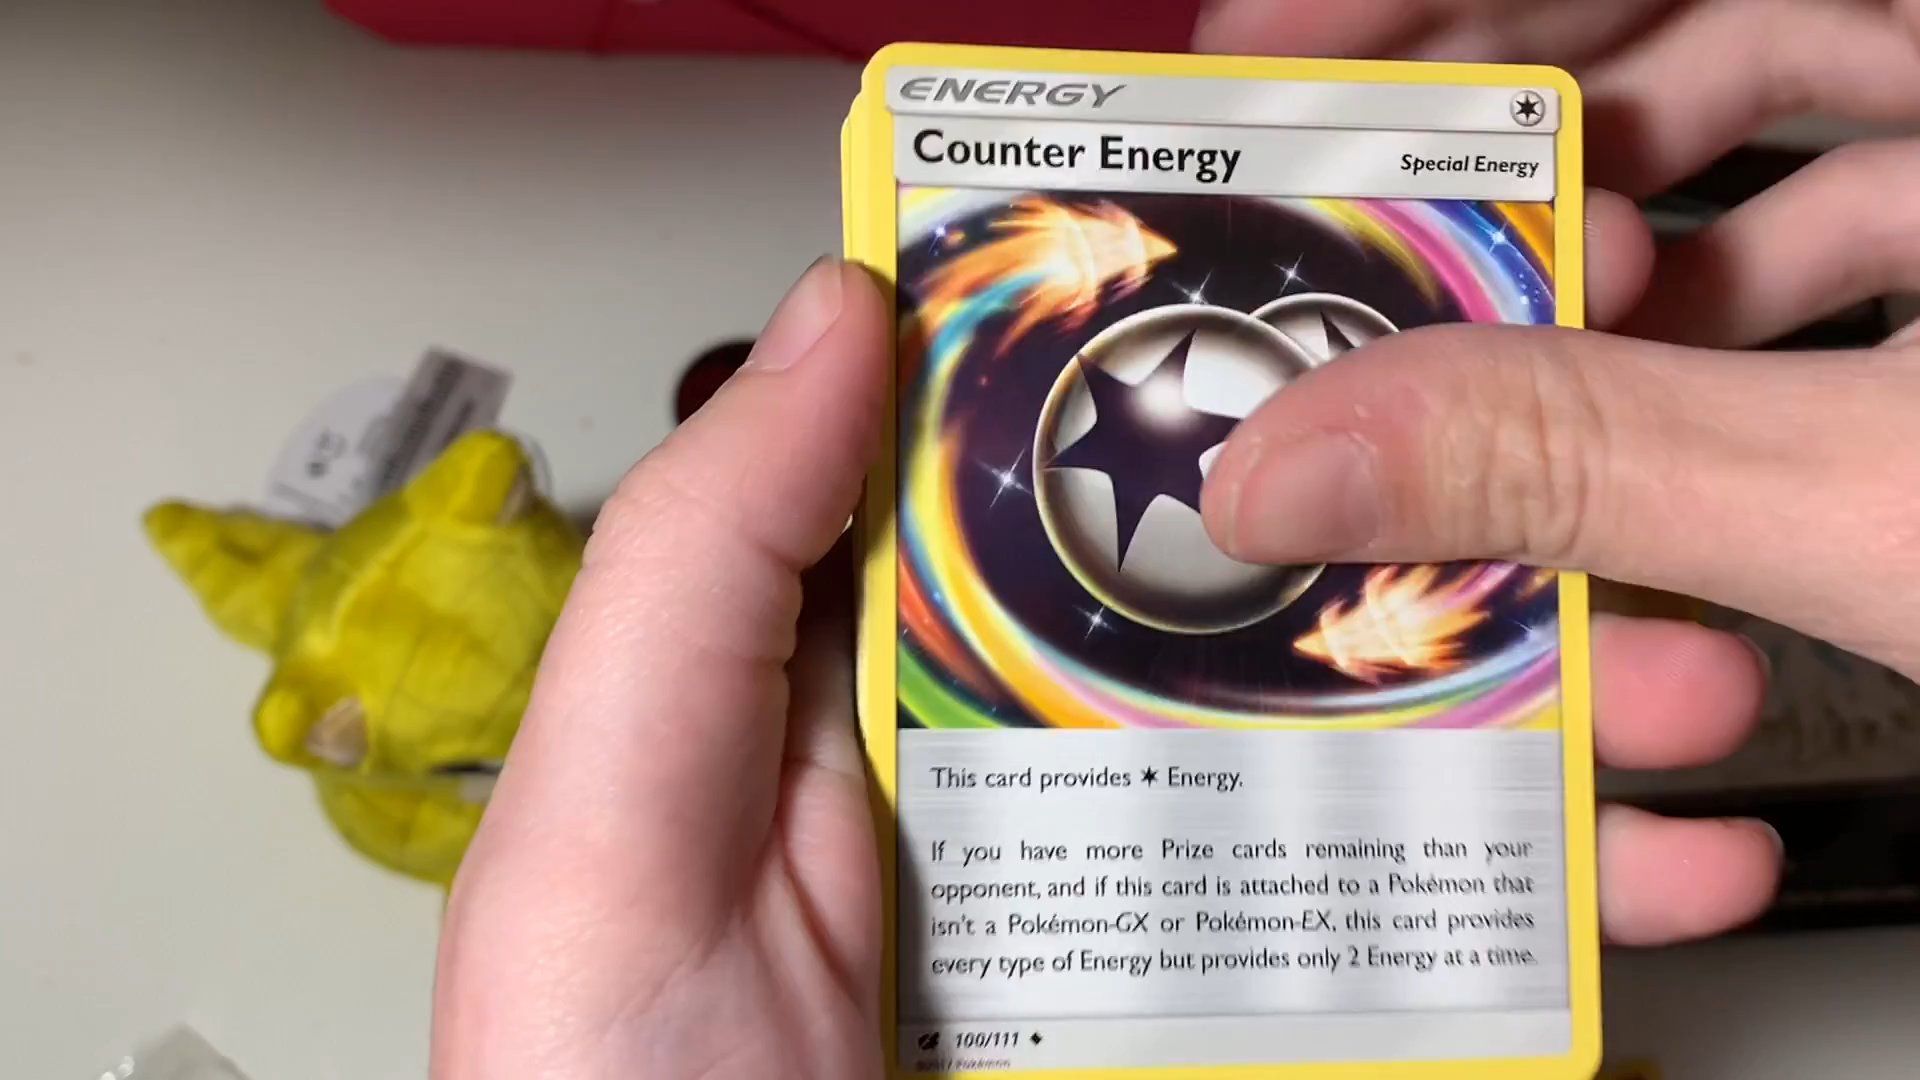 ENERGY
Counter Energy
Special Energy
This card provides Energy.
If you have more Prize cards remaining than your
opponent, and if this card is attached to a Pokémon that
isn't a Pokémon-GX or Pokémon-EX, this card provides
every type of Energy but provides only 2 Energy at a time.
100/111
©2017 Pokémon